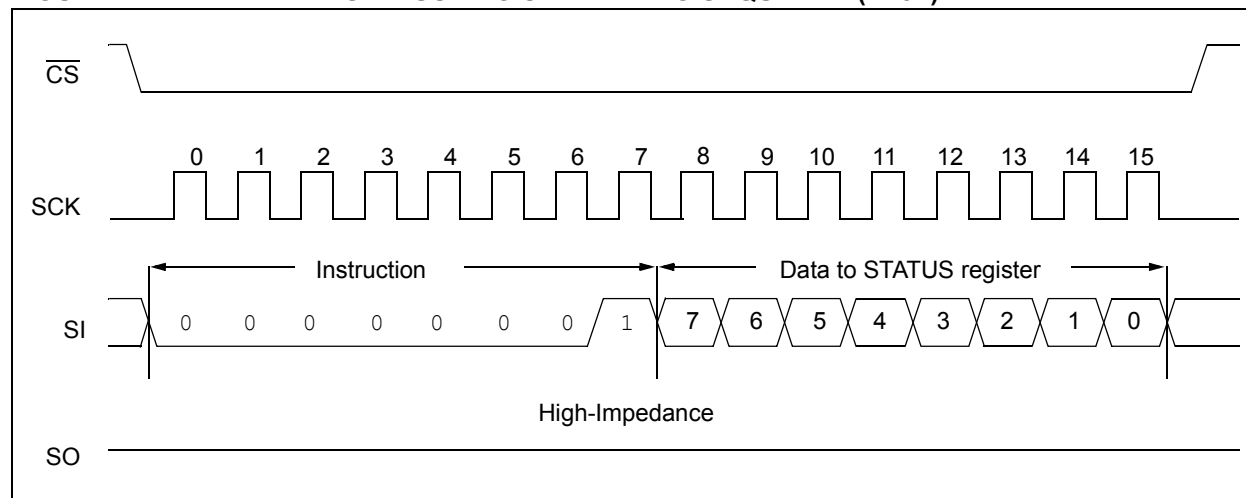 CS
0 1 2 3 4 5 6 7 8 9 10 11 12 13 14 15
SCK
Instruction Data to STATUS register
SI 0 0 0 0 0 0 0 1 7 6 5 4 3 2 1 0
High-Impedance
SO